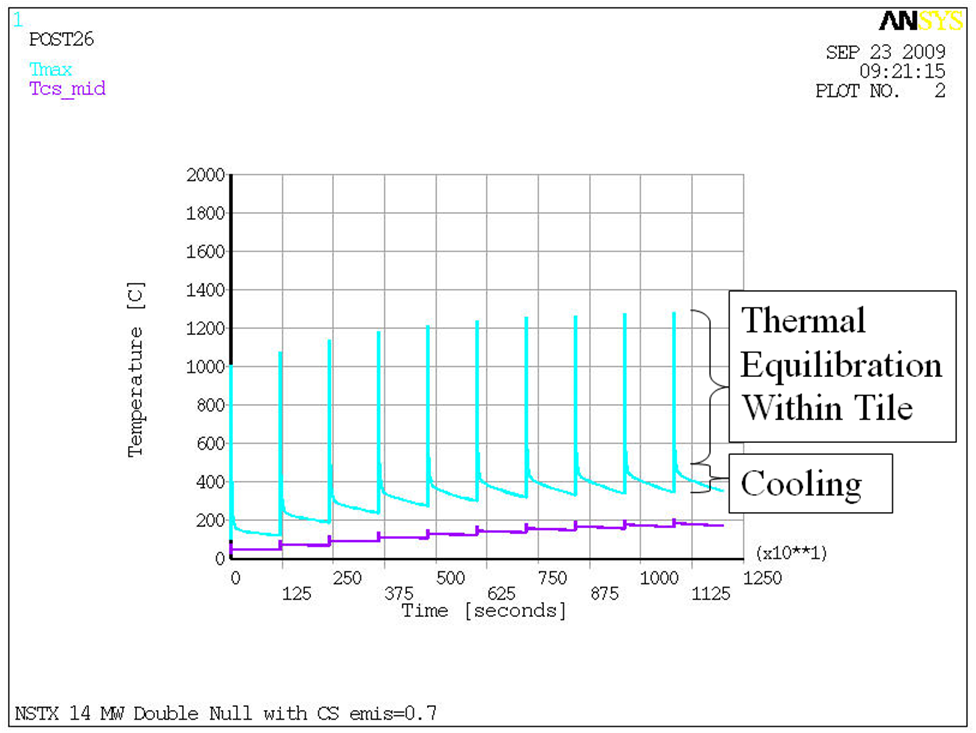 1
ANSYS
POST26
SEP 23 2009
09:21:15
PLOT NO. 2
Tmax
Tcs_mid
2000
1800
1600
1400
1200
1000
800
600
400
200
0
Temperature [C]
Thermal
Equilibration
Within Tile
Cooling
(x10**1)
0
250
500
750
1000
1250
125
375
625
875
1125
Time [seconds]
NSTX 14 MW Double Null with CS emis=0.7